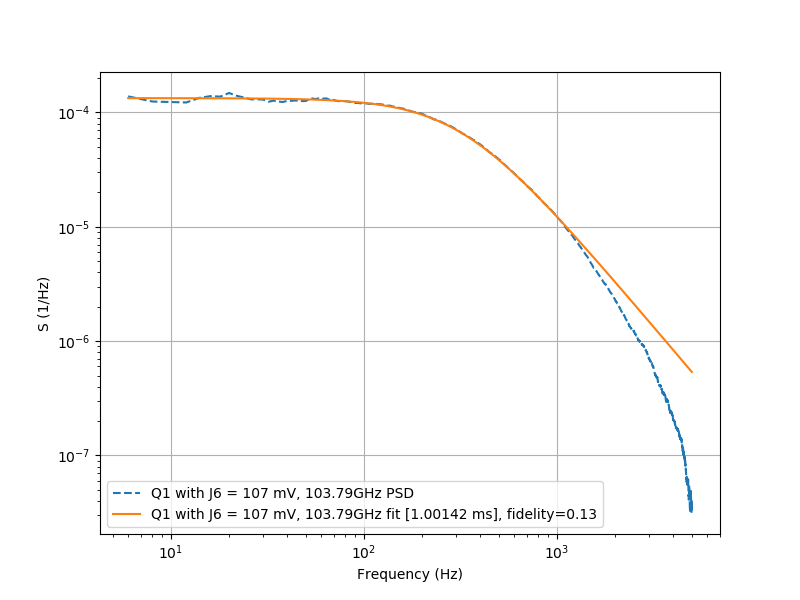 10⁻⁴
10⁻⁵
10⁻⁶
10⁻⁷
S (1/Hz)
Q1 with J6 = 107 mV, 103.79GHz PSD
Q1 with J6 = 107 mV, 103.79GHz fit [1.00142 ms], fidelity=0.13
10¹ 10² 10³
Frequency (Hz)